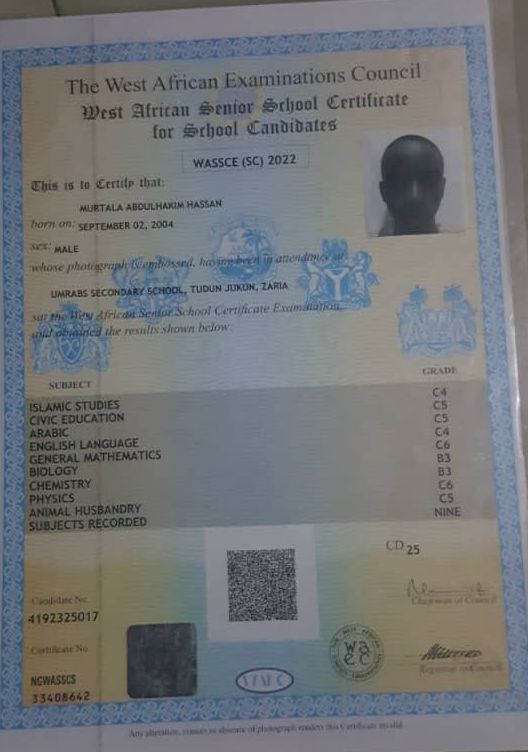 The West African Examinations Council
West African Senior School Certificate
for School Candidates
WASSCE (SC) 2022
This is to Certify that:
MURTALA ABDULHAKIM HASSAN
born on: SEPTEMBER 02, 2004
sex: MALE
whose photograph is embossed, having been in attendance at
UMRABS SECONDARY SCHOOL, TUDUN JUKUN, ZARIA
sat the West African Senior School Certificate Examination
and obtained the results shown below:
SUBJECT GRADE
ISLAMIC STUDIES C4
CIVIC EDUCATION C5
ARABIC C5
ENGLISH LANGUAGE C4
GENERAL MATHEMATICS C6
BIOLOGY B3
CHEMISTRY B3
PHYSICS C6
ANIMAL HUSBANDRY C5
SUBJECTS RECORDED NINE
CD 25
Candidate No.
4192325017
Chairman of Council
Certificate No.
NGWASSCS
33408642
waec
Registrar to Council
Any alteration, erasure or absence of photograph renders this Certificate invalid